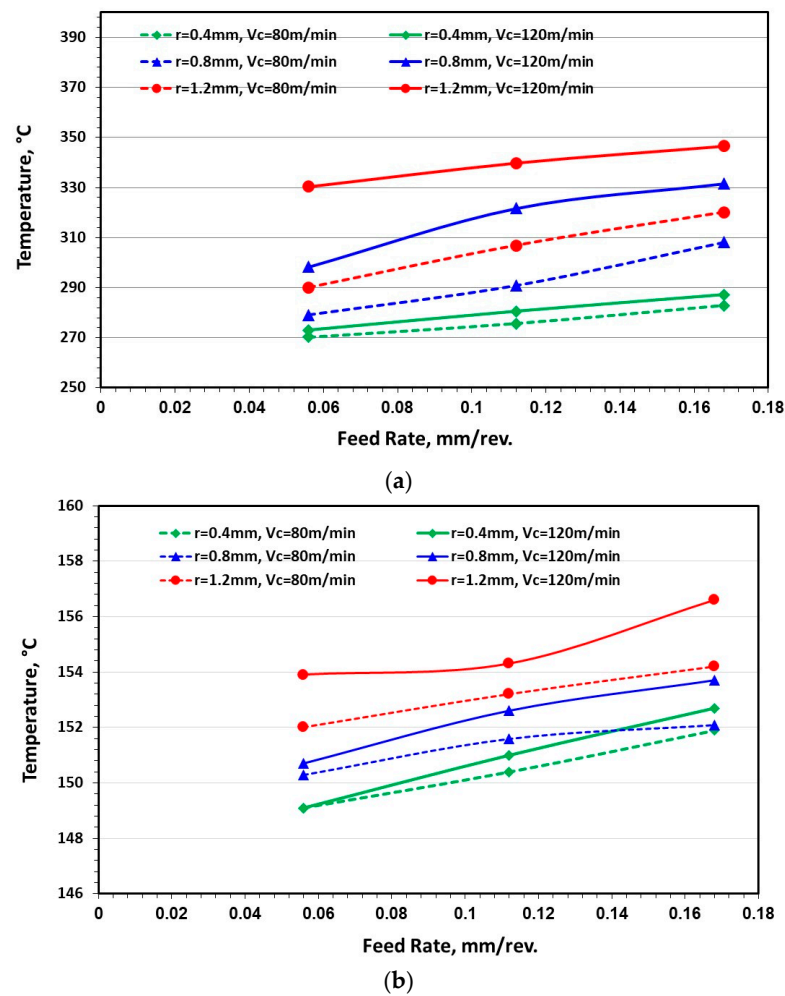 390
370
350
330
310
290
270
250
Temperature, °C
r=0.4mm, Vc=80m/min r=0.4mm, Vc=120m/min
r=0.8mm, Vc=80m/min r=0.8mm, Vc=120m/min
r=1.2mm, Vc=80m/min r=1.2mm, Vc=120m/min
0 0.02 0.04 0.06 0.08 0.1 0.12 0.14 0.16 0.18
Feed Rate, mm/rev.
(a)
160
158
156
154
152
150
148
146
Temperature, °C
r=0.4mm, Vc=80m/min r=0.4mm, Vc=120m/min
r=0.8mm, Vc=80m/min r=0.8mm, Vc=120m/min
r=1.2mm, Vc=80m/min r=1.2mm, Vc=120m/min
0 0.02 0.04 0.06 0.08 0.1 0.12 0.14 0.16 0.18
Feed Rate, mm/rev.
(b)